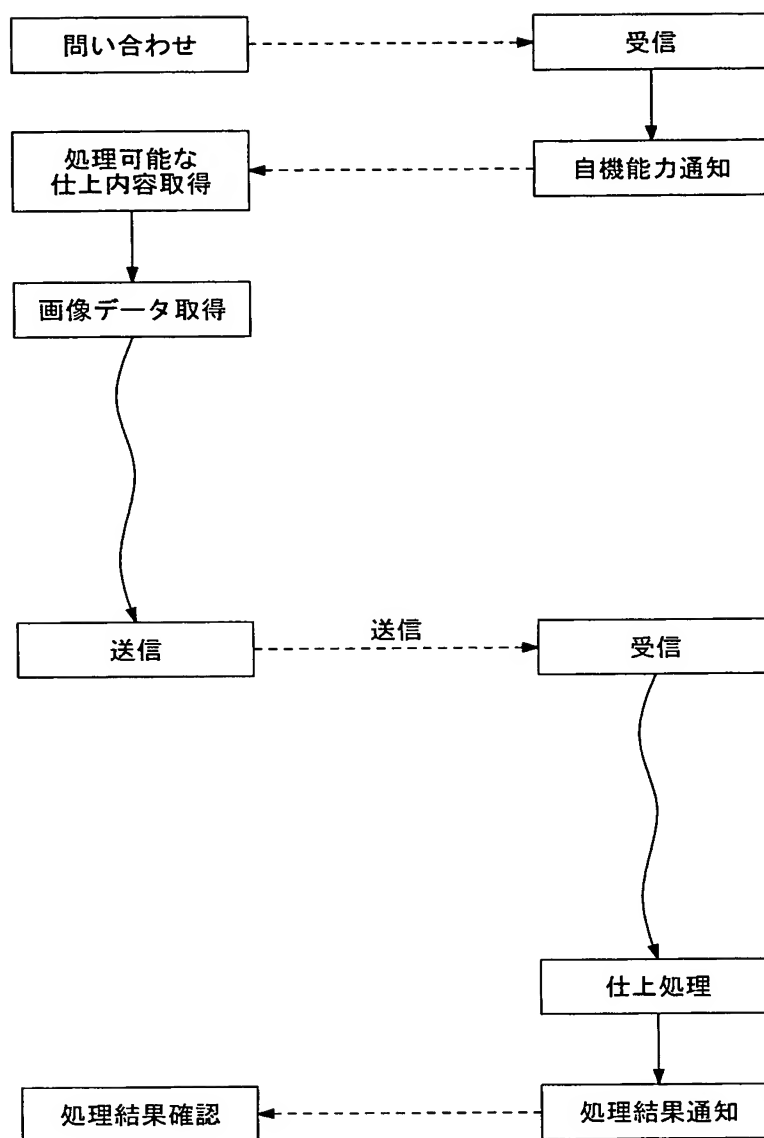 問い合わせ
受信
処理可能な
仕上内容取得
自機能力通知
画像データ取得
送信
送信
受信
仕上処理
処理結果確認
処理結果通知